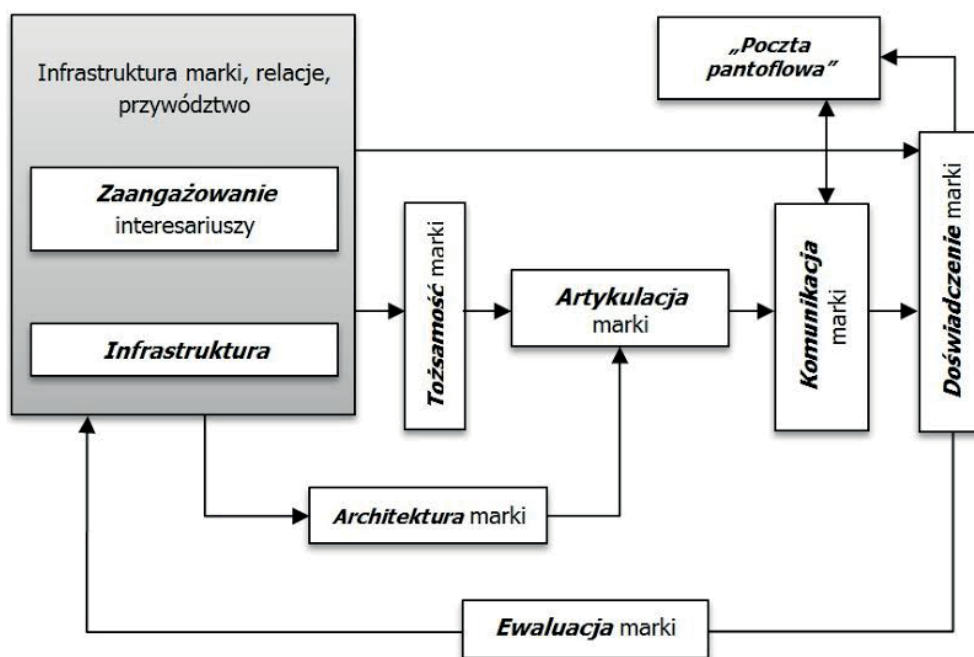 Infrastruktura marki, relacje,
przywództwo
Zaangażowanie
interesariuszy
Infrastruktura
Tożsamość marki
Architektura marki
Artykulacja
marki
Komunikacja
marki
„Poczta
pantoflowa”
Doświadczenie marki
Ewaluacja marki